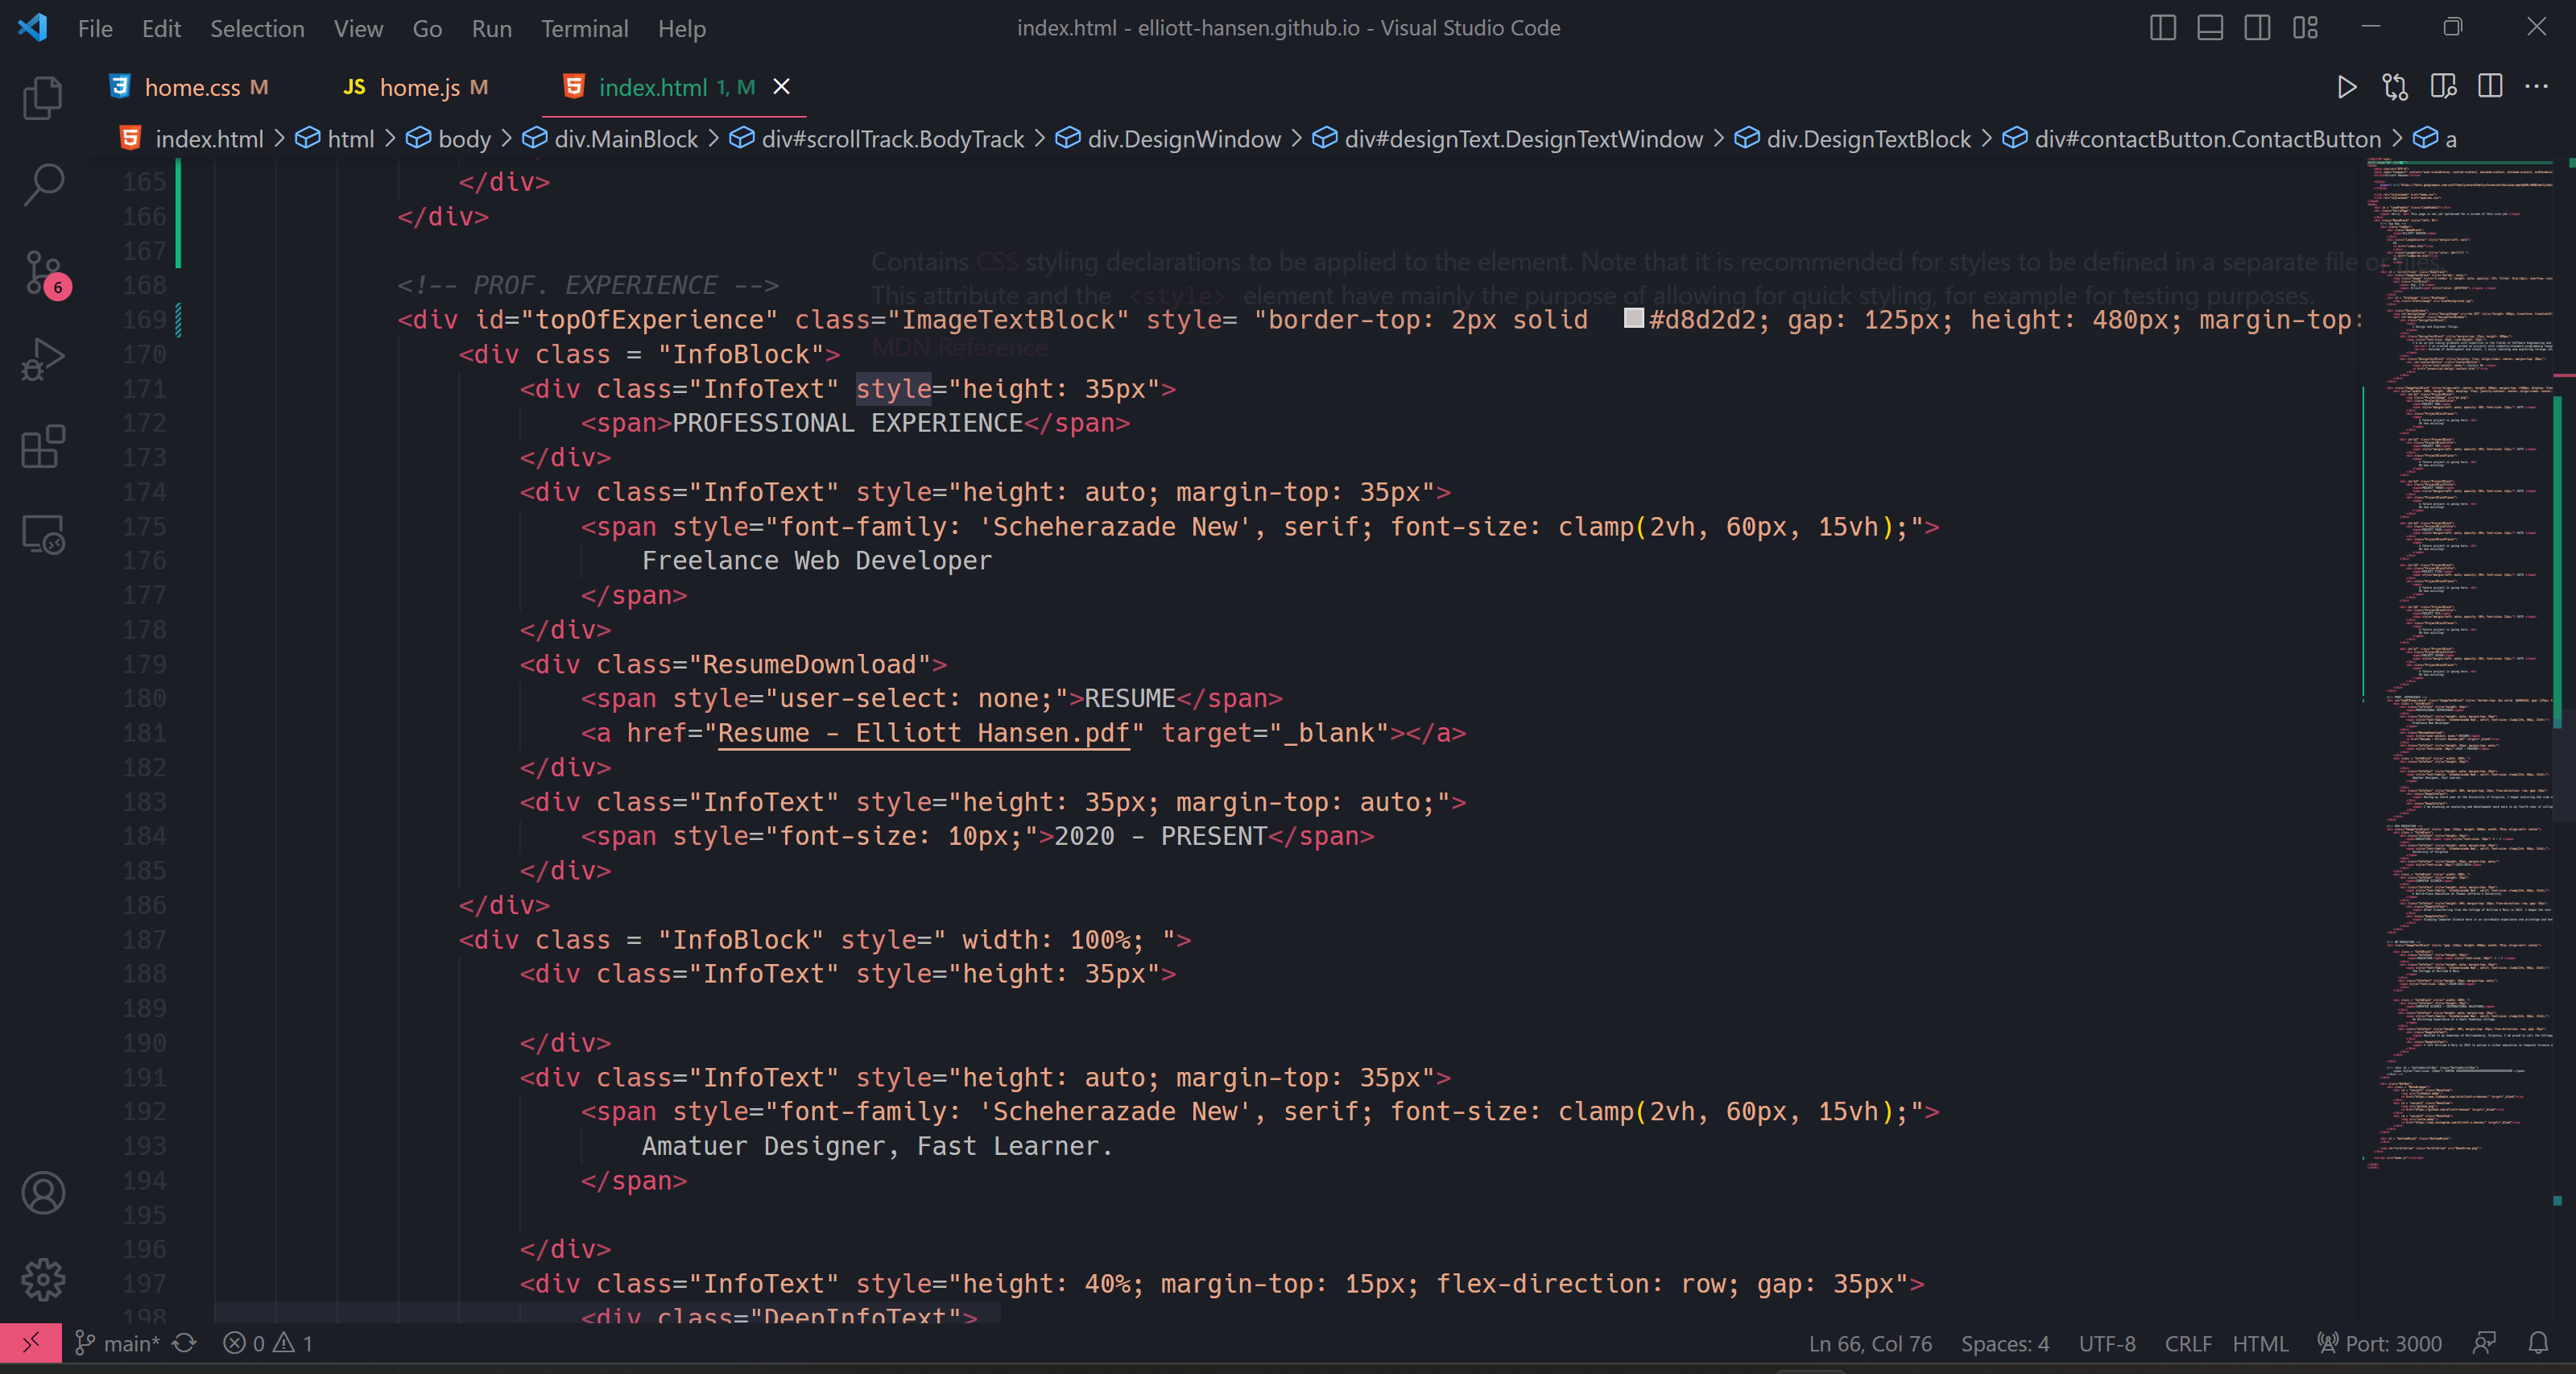 File Edit Selection View Go Run Terminal Help index.html - elliott-hansen.github.io - Visual Studio Code
home.css M JS home.js M index.html 1, M
index.html > html > body > div.MainBlock > div#scrollTrack.BodyTrack > div.DesignWindow > div#designText.DesignTextWindow > div.DesignTextBlock > div#contactButton.ContactButton > a
165 </div>
166 </div>
167
Contains CSS styling declarations to be applied to the element. Note that it is recommended for styles to be defined in a separate file or files.
168 <!-- PROF. EXPERIENCE -->
This attribute and the <style> element have mainly the purpose of allowing for quick styling, for example for testing purposes.
169 <div id="topOfExperience" class="ImageTextBlock" style= "border-top: 2px solid #d8d2d2; gap: 125px; height: 480px; margin-top:
MDN Reference
170 <div class = "InfoBlock">
171 <div class="InfoText" style="height: 35px">
172 <span>PROFESSIONAL EXPERIENCE</span>
173 </div>
174 <div class="InfoText" style="height: auto; margin-top: 35px">
175 <span style="font-family: 'Scheherazade New', serif; font-size: clamp(2vh, 60px, 15vh);">
176 Freelance Web Developer
177 </span>
178 </div>
179 <div class="ResumeDownload">
180 <span style="user-select: none;">RESUME</span>
181 <a href="Resume - Elliott Hansen.pdf" target="_blank"></a>
182 </div>
183 <div class="InfoText" style="height: 35px; margin-top: auto;">
184 <span style="font-size: 10px;">2020 - PRESENT</span>
185 </div>
186 </div>
187 <div class = "InfoBlock" style=" width: 100%; ">
188 <div class="InfoText" style="height: 35px">
189
190 </div>
191 <div class="InfoText" style="height: auto; margin-top: 35px">
192 <span style="font-family: 'Scheherazade New', serif; font-size: clamp(2vh, 60px, 15vh);">
193 Amatuer Designer, Fast Learner.
194 </span>
195
196 </div>
197 <div class="InfoText" style="height: 40%; margin-top: 15px; flex-direction: row; gap: 35px">
198 <div class="DeepInfoText">
6
main* 0 1 Ln 66, Col 76 Spaces: 4 UTF-8 CRLF HTML Port: 3000